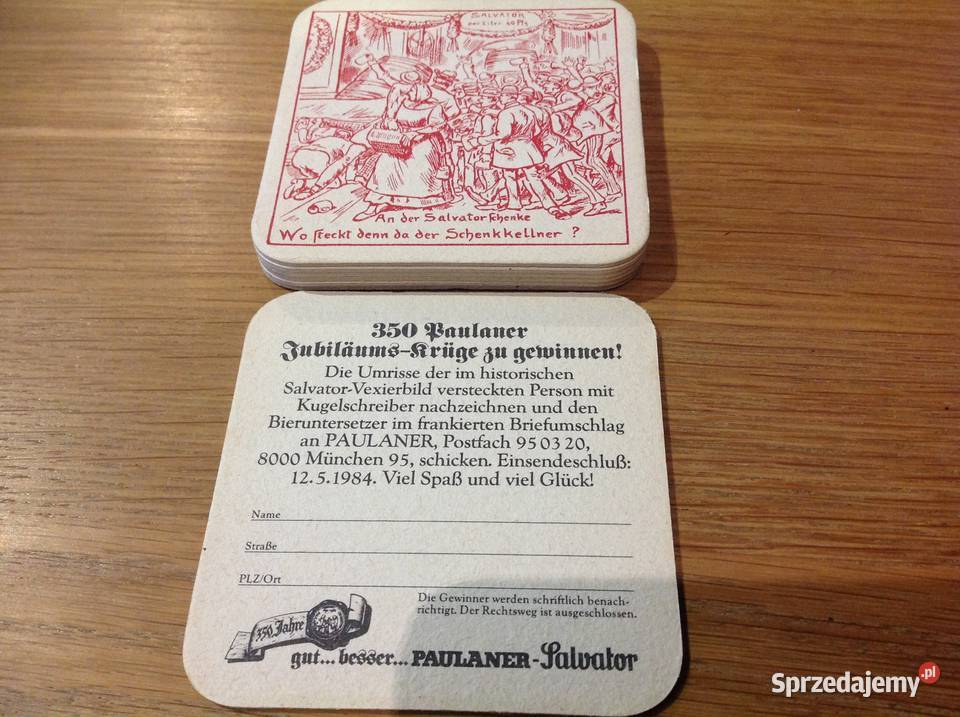 SALVATOR
An der Salvatorſchenke
Wo ſteckt denn da der Schenkkellner ?
350 Paulaner
Jubiläums-Krüge zu gewinnen!
Die Umrisse der im historischen
Salvator-Vexierbild versteckten Person mit
Kugelschreiber nachzeichnen und den
Bieruntersetzer im frankierten Briefumschlag
an PAULANER, Postfach 95 03 20,
8000 München 95, schicken. Einsendeschluß:
12.5.1984. Viel Spaß und viel Glück!
Name
Straße
PLZ/Ort
Die Gewinner werden schriftlich benach-
richtigt. Der Rechtsweg ist ausgeschlossen.
350 Jahre
gut... besser... PAULANER-Salvator
Sprzedajemy.pl